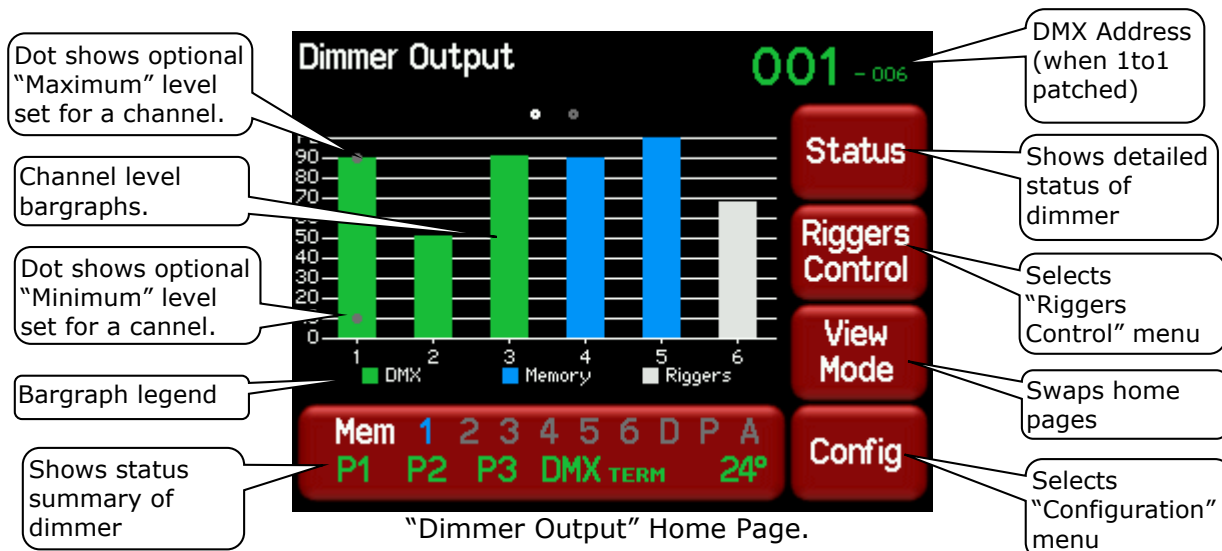 Dot shows optional
“Maximum” level
set for a channel.
Channel level
bargraphs.
Dot shows optional
“Minimum” level
set for a cannel.
Bargraph legend
Shows status
summary of
dimmer
Dimmer Output
001 - 006
90
80
70
50
40
30
20
0
1 2 3 4 5 6
DMX Memory Riggers
Mem 1 2 3 4 5 6 D P A
P1 P2 P3 DMX TERM 24°
Status
Riggers
Control
View
Mode
Config
DMX Address
(when 1to1
patched)
Shows detailed
status of
dimmer
Selects
“Riggers
Control” menu
Swaps home
pages
Selects
“Configuration”
menu
“Dimmer Output” Home Page.